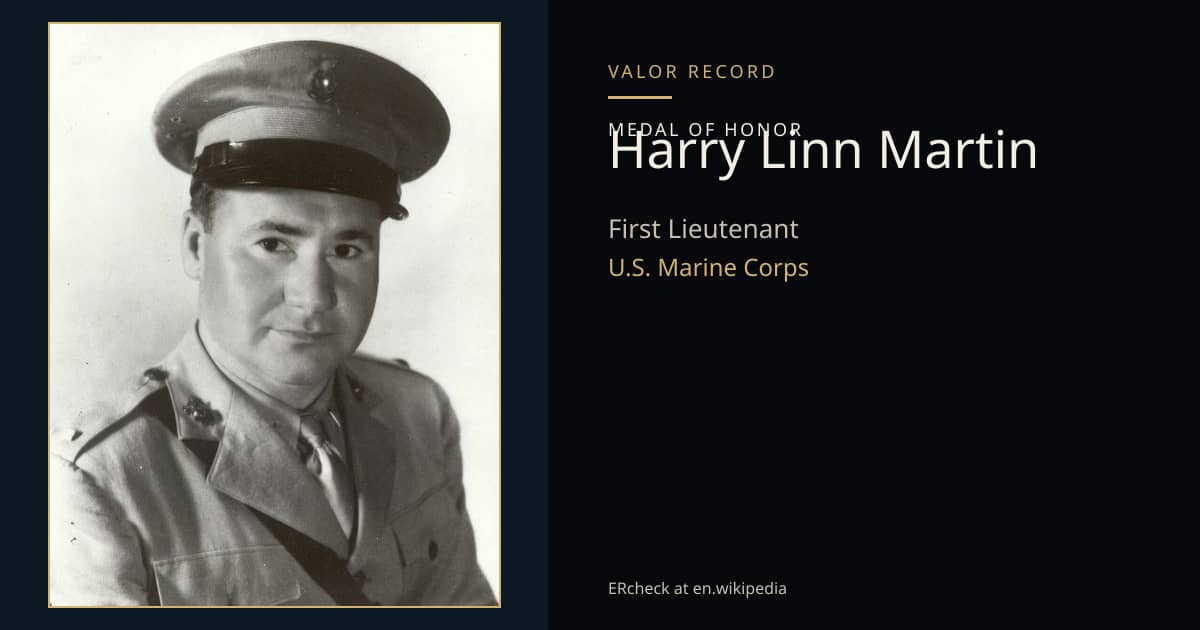 VALOR RECORD
MEDAL OF HONOR
Harry Linn Martin
First Lieutenant
U.S. Marine Corps
ERcheck at en.wikipedia